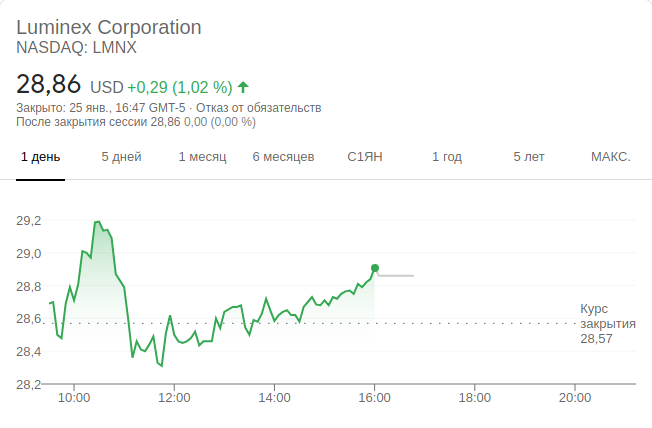 Luminex Corporation
NASDAQ: LMNX
28,86 USD +0,29 (1,02 %)
Закрыто: 25 янв., 16:47 GMT-5 · Отказ от обязательств
После закрытия сессии 28,86 0,00 (0,00 %)
1 день 5 дней 1 месяц 6 месяцев С1ЯН 1 год 5 лет МАКС.
29,2
29,0
28,8
28,6
28,4
28,2
Курс
закрытия
28,57
10:00 12:00 14:00 16:00 18:00 20:00